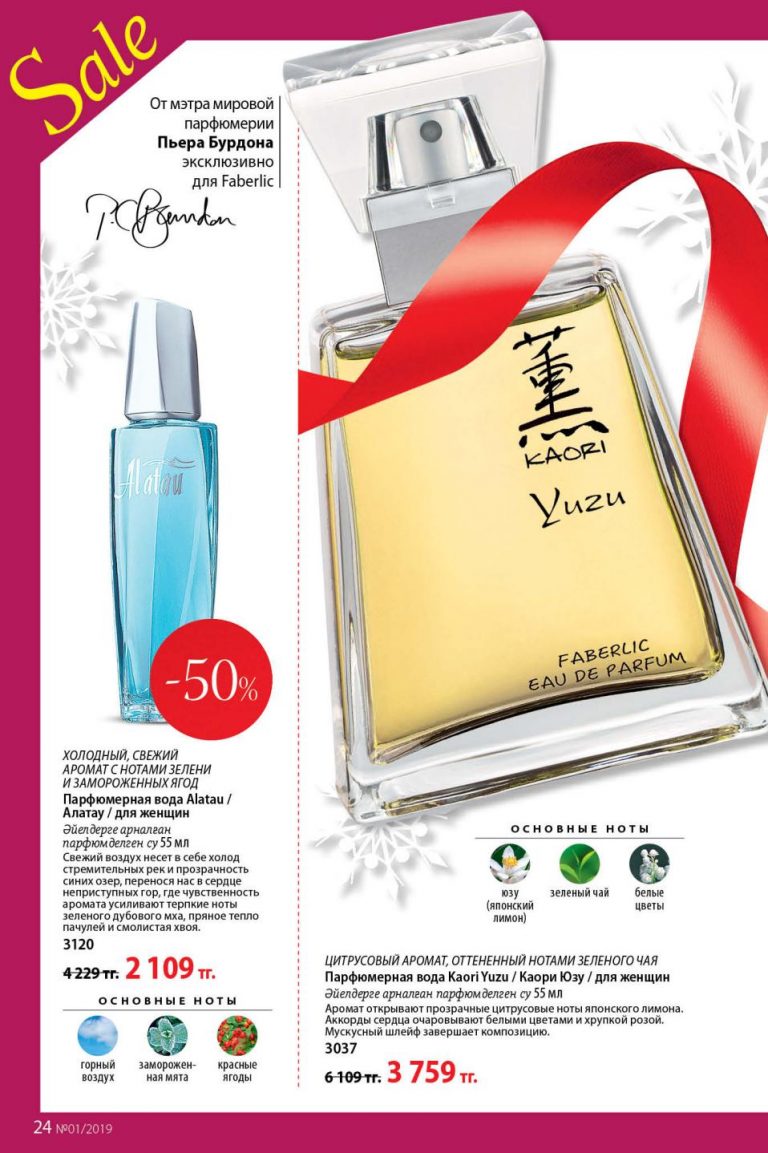 Sale
От мэтра мировой
парфюмерии
Пьера Бурдона
эксклюзивно
для Faberlic
Alatau
-50%
ХОЛОДНЫЙ, СВЕЖИЙ
АРОМАТ С НОТАМИ ЗЕЛЕНИ
И ЗАМОРОЖЕННЫХ ЯГОД
Парфюмерная вода Alatau /
Алатау / для женщин
Әйелдерге арналған
парфюмделген су 55 мл
Свежий воздух несет в себе холод
стремительных рек и прозрачность
синих озер, перенося нас в сердце
неприступных гор, где чувственность
аромата усиливают терпкие ноты
зеленого дубового мха, пряное тепло
пачулей и смолистая хвоя.
3120
4 229 тг. 2 109 тг.
ОСНОВНЫЕ НОТЫ
горный
воздух
заморожен-
ная мята
красные
ягоды
薫
KAORI
Yuzu
FABERLIC
EAU DE PARFUM
ОСНОВНЫЕ НОТЫ
юзу
(японский
лимон)
зеленый чай
белые
цветы
ЦИТРУСОВЫЙ АРОМАТ, ОТТЕНЕННЫЙ НОТАМИ ЗЕЛЕНОГО ЧАЯ
Парфюмерная вода Kaori Yuzu / Каори Юзу / для женщин
Әйелдерге арналған парфюмделген су 55 мл
Аромат открывают прозрачные цитрусовые ноты японского лимона.
Аккорды сердца очаровывают белыми цветами и хрупкой розой.
Мускусный шлейф завершает композицию.
3037
6 109 тг. 3 759 тг.
24 №01/2019